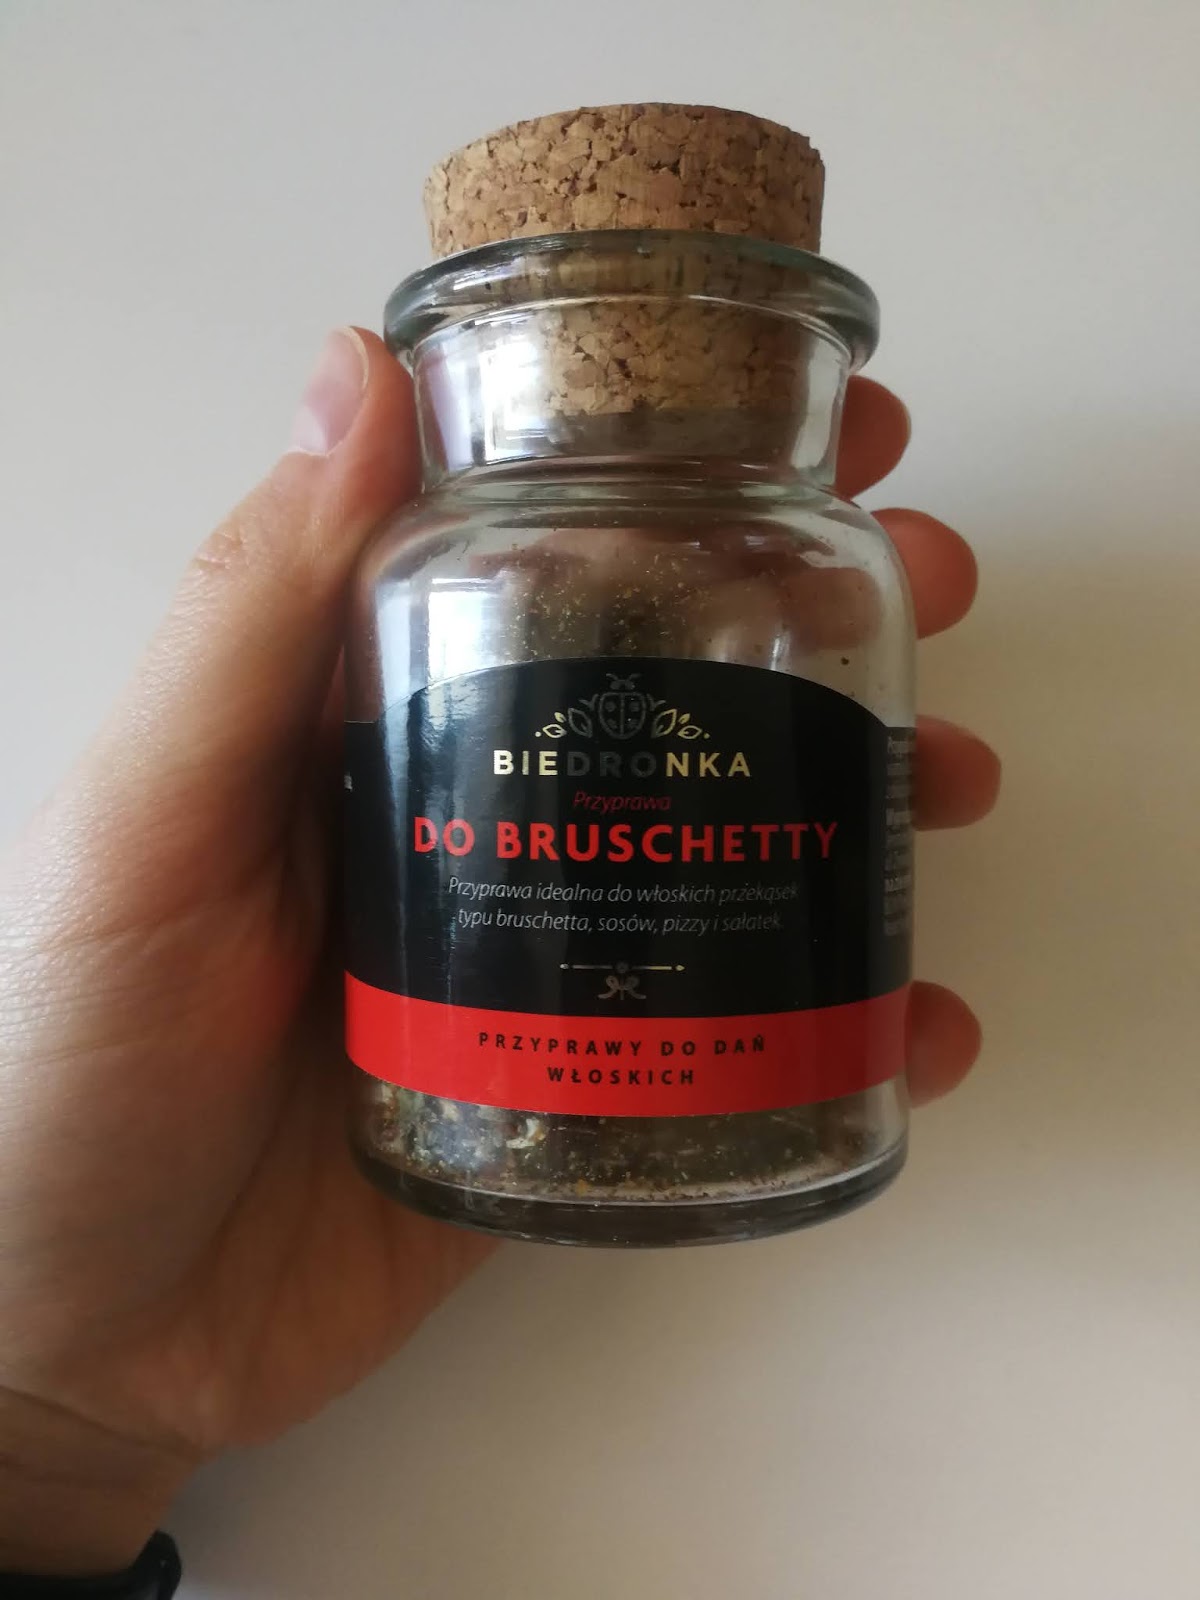 BIEDRONKA
Przyprawa
DO BRUSCHETTY
Przyprawa idealna do włoskich przekąsek
typu bruschetta, sosów, pizzy i sałatek.
PRZYPRAWY DO DAŃ
WŁOSKICH